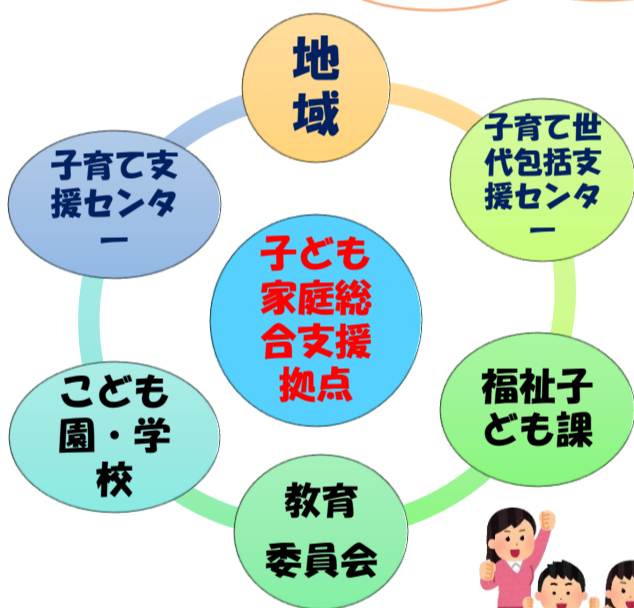 地
域
子育て世
代包括支
援センタ
ー
福祉子
ども課
教育
委員会
こども
園・学
校
子育て支
援センタ
ー
子ども
家庭総
合支援
拠点